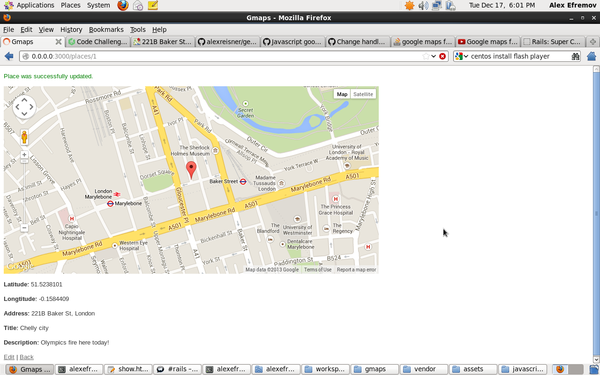 Applications Places System
Tue Dec 17, 6:01 PM Alex Efremov
Gmaps - Mozilla Firefox
File Edit View History Bookmarks Tools Help
Gmaps
Code Challeng...
221B Baker St...
alexreisner/ge...
Javascript goo...
Change handl...
google maps f...
Google maps f...
Rails: Super C...
0.0.0.0:3000/places/1
centos install flash player
Place was successfully updated.
Map Satellite
Rossmore Rd
Park Rd
A41
Secret Garden
Outer Cir
The Sherlock Holmes Museum
Dorset Square
Gloucester Pl
Baker Street
Madame Tussauds London
York Terrace W
University of London - Royal Academy of Music
London Marylebone
Marylebone
Marylebone Rd
A501
Capio Nightingale Hospital
Western Eye Hospital
Bickenhall St
The Blandford
University of Westminster
Dentalcare Marylebone
The Princess Grace Hospital
The Regency
Paddington St
B524
Map data ©2013 Google Terms of Use Report a map error
Latitude: 51.5238101
Longtitude: -0.1584409
Address: 221B Baker St, London
Title: Chelly city
Description: Olympics fire here today!
Edit | Back
Gmaps ...
alexefr...
show.ht...
#rails -...
alexefr...
alexefr...
worksp...
gmaps
vendor
assets
javascri...